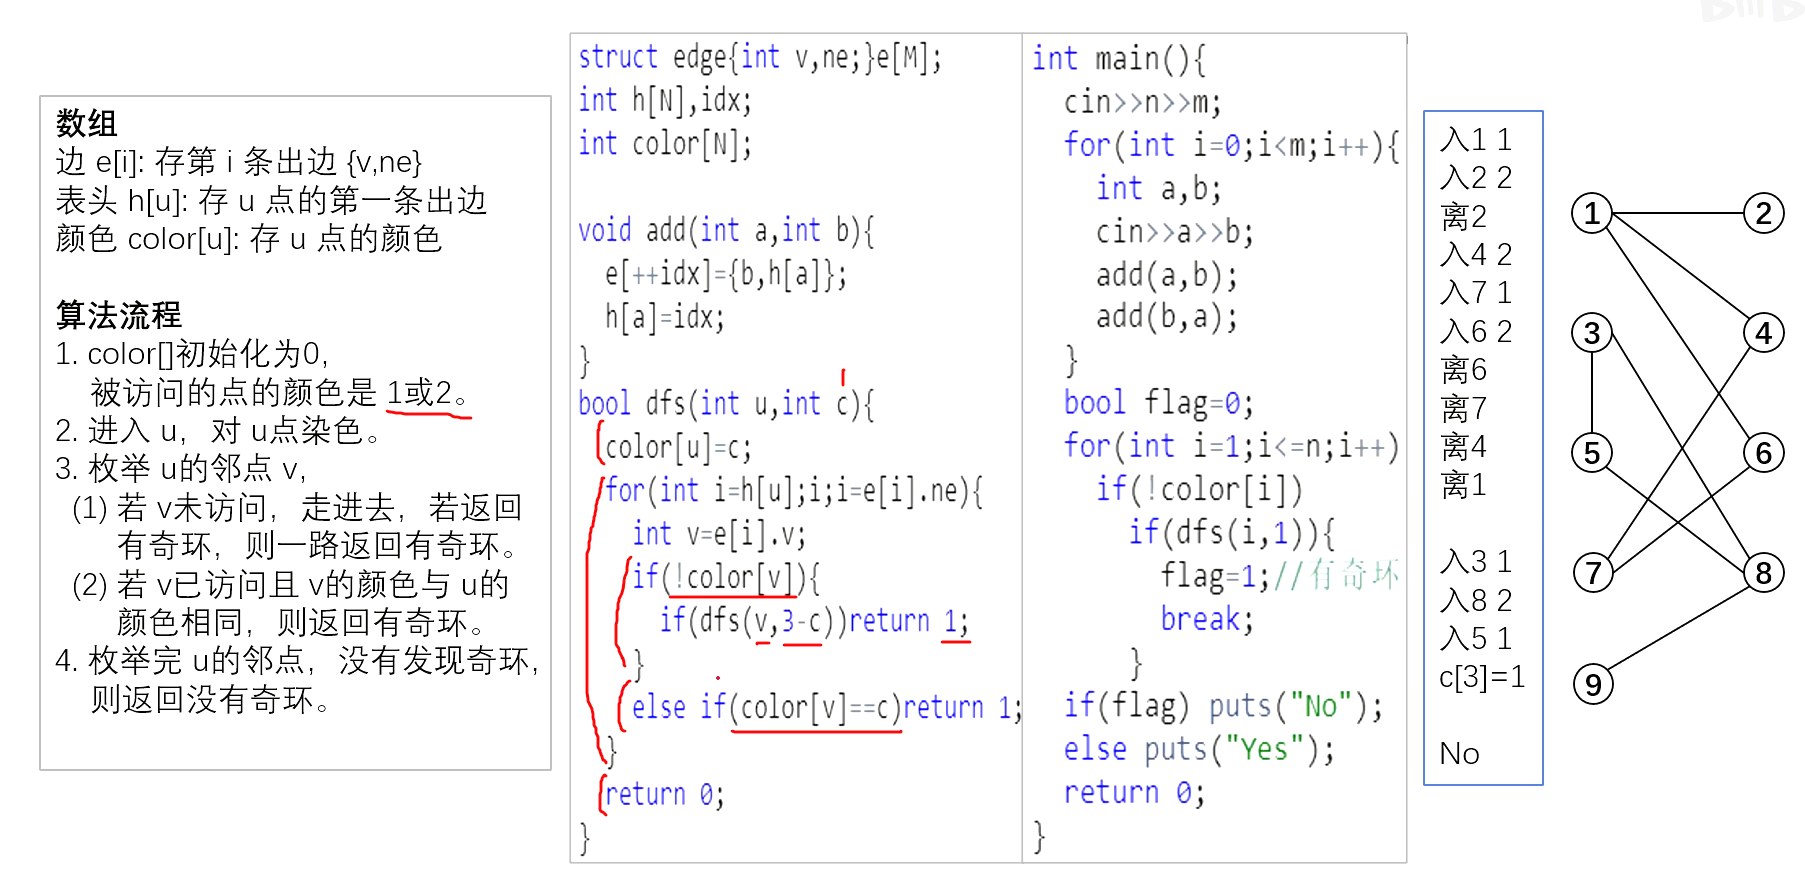 数组
边 e[i]: 存第 i 条出边 {v,ne}
表头 h[u]: 存 u 点的第一条出边
颜色 color[u]: 存 u 点的颜色
算法流程
1. color[]初始化为0,
被访问的点的颜色是 1或2。
2. 进入 u，对 u点染色。
3. 枚举 u的邻点 v,
(1) 若 v未访问，走进去，若返回
有奇环，则一路返回有奇环。
(2) 若 v已访问且 v的颜色与 u的
颜色相同，则返回有奇环。
4. 枚举完 u的邻点，没有发现奇环,
则返回没有奇环。
struct edge{int v,ne;}e[M];
int h[N],idx;
int color[N];
void add(int a,int b){
e[++idx]={b,h[a]};
h[a]=idx;
}
bool dfs(int u,int c){
color[u]=c;
for(int i=h[u];i;i=e[i].ne){
int v=e[i].v;
if(!color[v]){
if(dfs(v,3-c))return 1;
}
else if(color[v]==c)return 1;
}
return 0;
}
int main(){
cin>>n>>m;
for(int i=0;i<m;i++){
int a,b;
cin>>a>>b;
add(a,b);
add(b,a);
}
bool flag=0;
for(int i=1;i<=n;i++)
if(!color[i])
if(dfs(i,1)){
flag=1;//有奇环
break;
}
if(flag) puts("No");
else puts("Yes");
return 0;
}
入1 1
入2 2
离2
入4 2
入7 1
入6 2
离6
离7
离4
离1
入3 1
入8 2
入5 1
c[3]=1
No
1
2
3
4
5
6
7
8
9